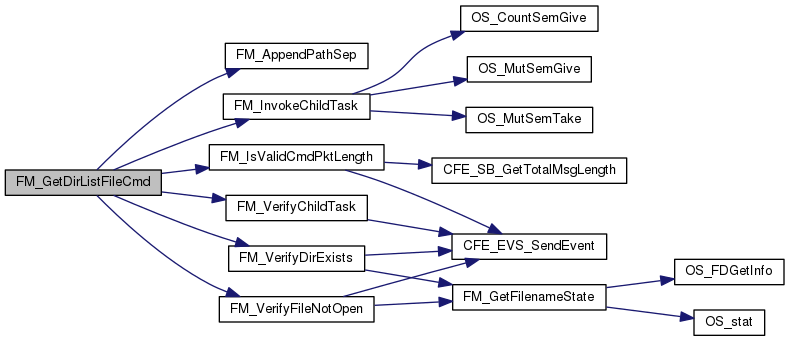 FM_GetDirListFileCmd
FM_AppendPathSep
FM_InvokeChildTask
OS_CountSemGive
OS_MutSemGive
OS_MutSemTake
FM_IsValidCmdPktLength
CFE_SB_GetTotalMsgLength
FM_VerifyChildTask
CFE_EVS_SendEvent
FM_VerifyDirExists
FM_GetFilenameState
OS_FDGetInfo
OS_stat
FM_VerifyFileNotOpen